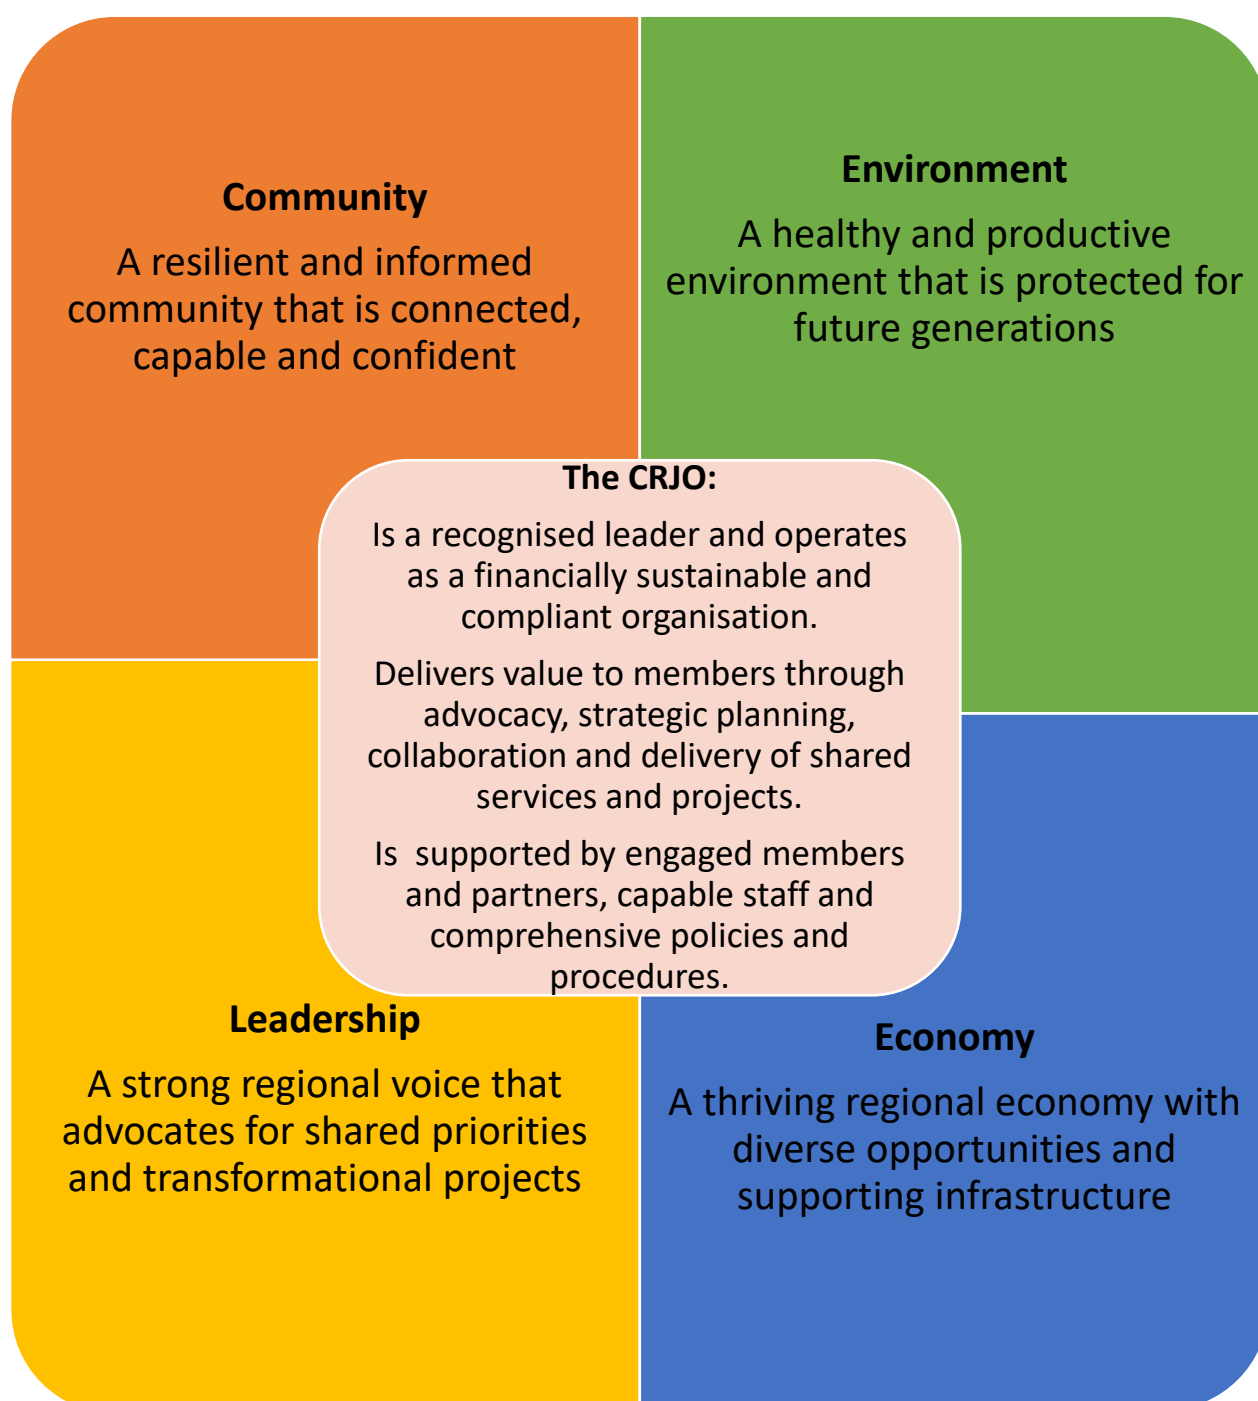 Community
A resilient and informed
community that is connected,
capable and confident
Environment
A healthy and productive
environment that is protected for
future generations
The CRJO:
Is a recognised leader and operates
as a financially sustainable and
compliant organisation.
Delivers value to members through
advocacy, strategic planning,
collaboration and delivery of shared
services and projects.
Is  supported by engaged members
and partners, capable staff and
comprehensive policies and
procedures.
Leadership
A strong regional voice that
advocates for shared priorities
and transformational projects
Economy
A thriving regional economy with
diverse opportunities and
supporting infrastructure